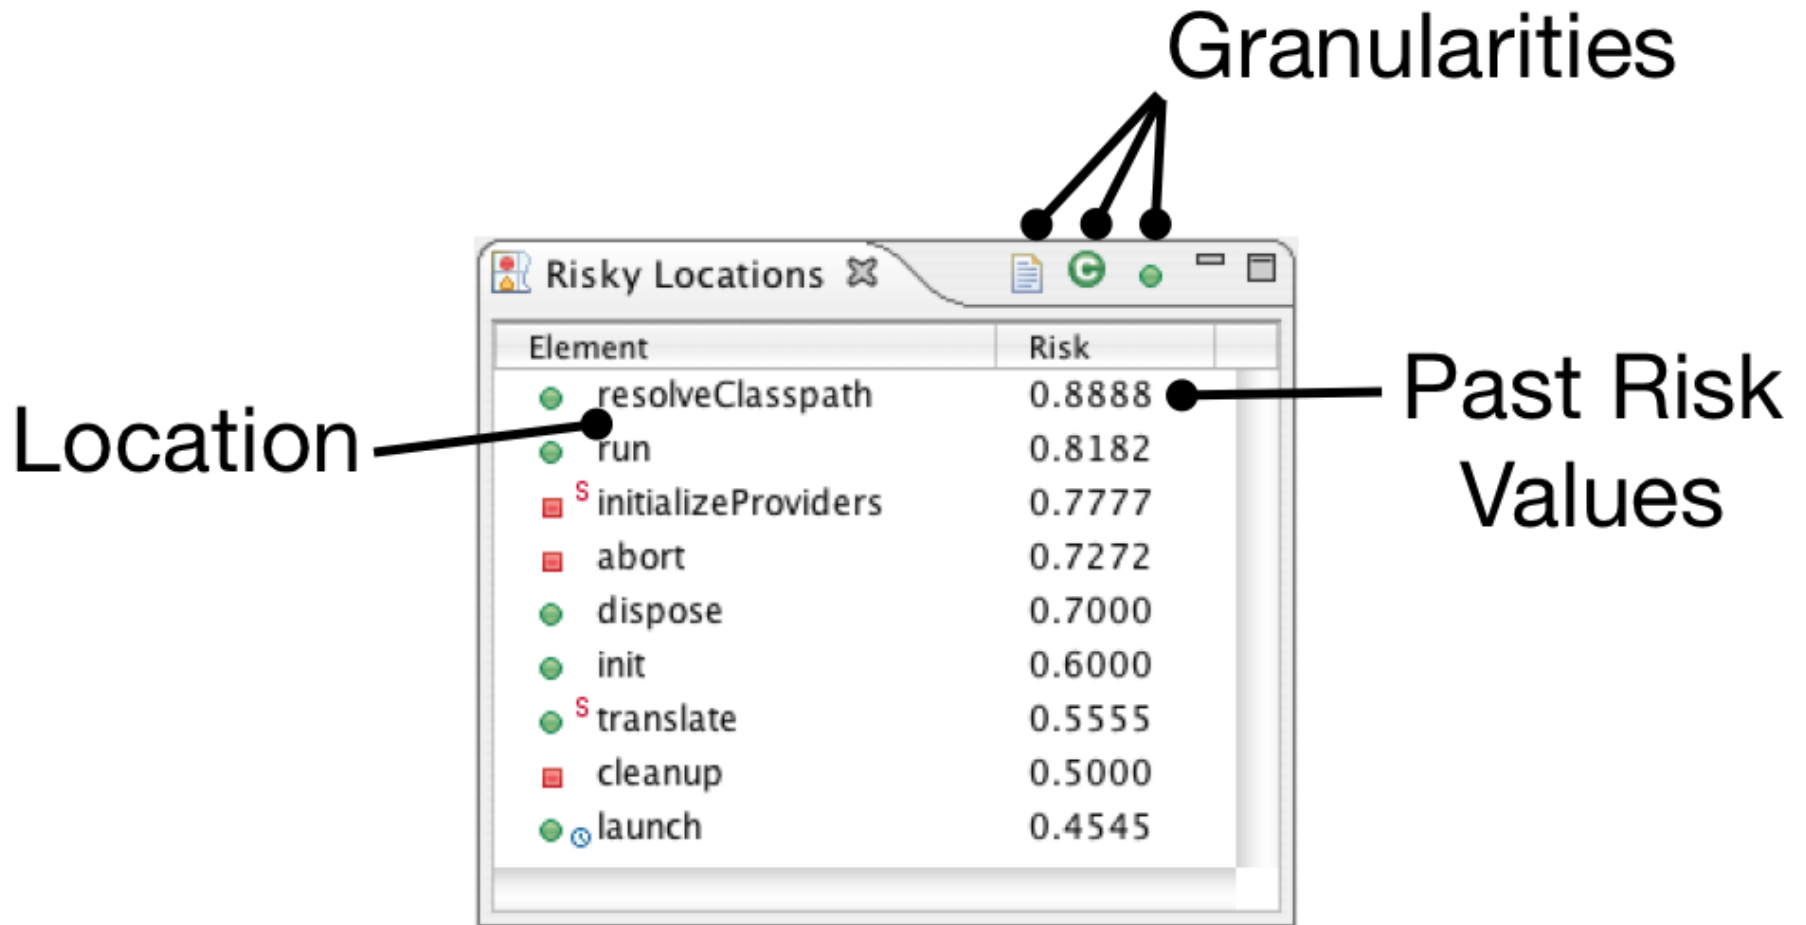 Granularities
Risky Locations
C
Element Risk
resolveClasspath 0.8888
run 0.8182
S initializeProviders 0.7777
abort 0.7272
dispose 0.7000
init 0.6000
S translate 0.5555
cleanup 0.5000
launch 0.4545
Location
Past Risk
Values